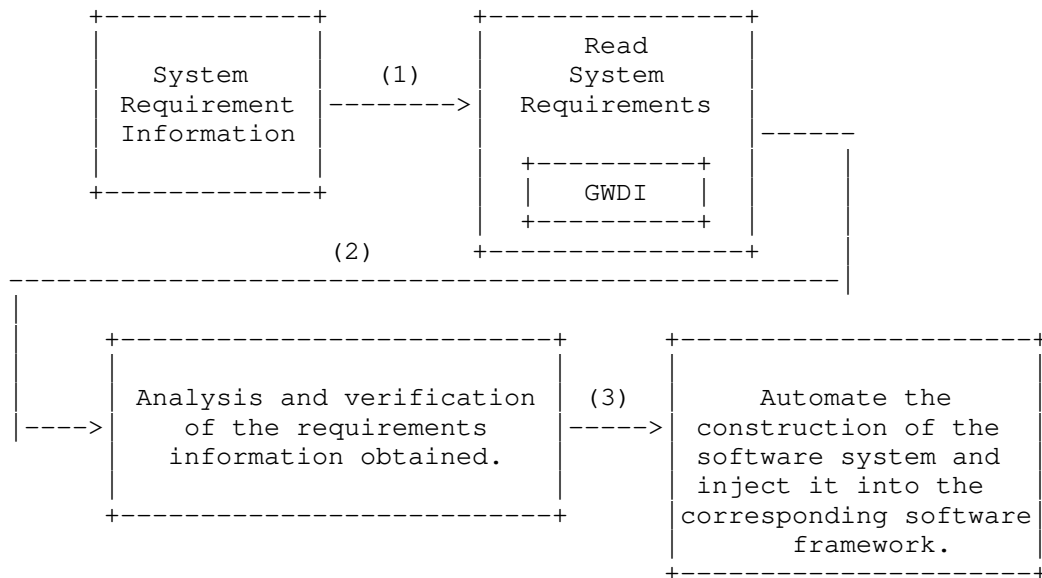 Read
System (1) System
Requirement Requirements
Information
GWDI
(2)
Analysis and verification (3) Automate the
of the requirements construction of the
information obtained. software system and
inject it into the
corresponding software
framework.